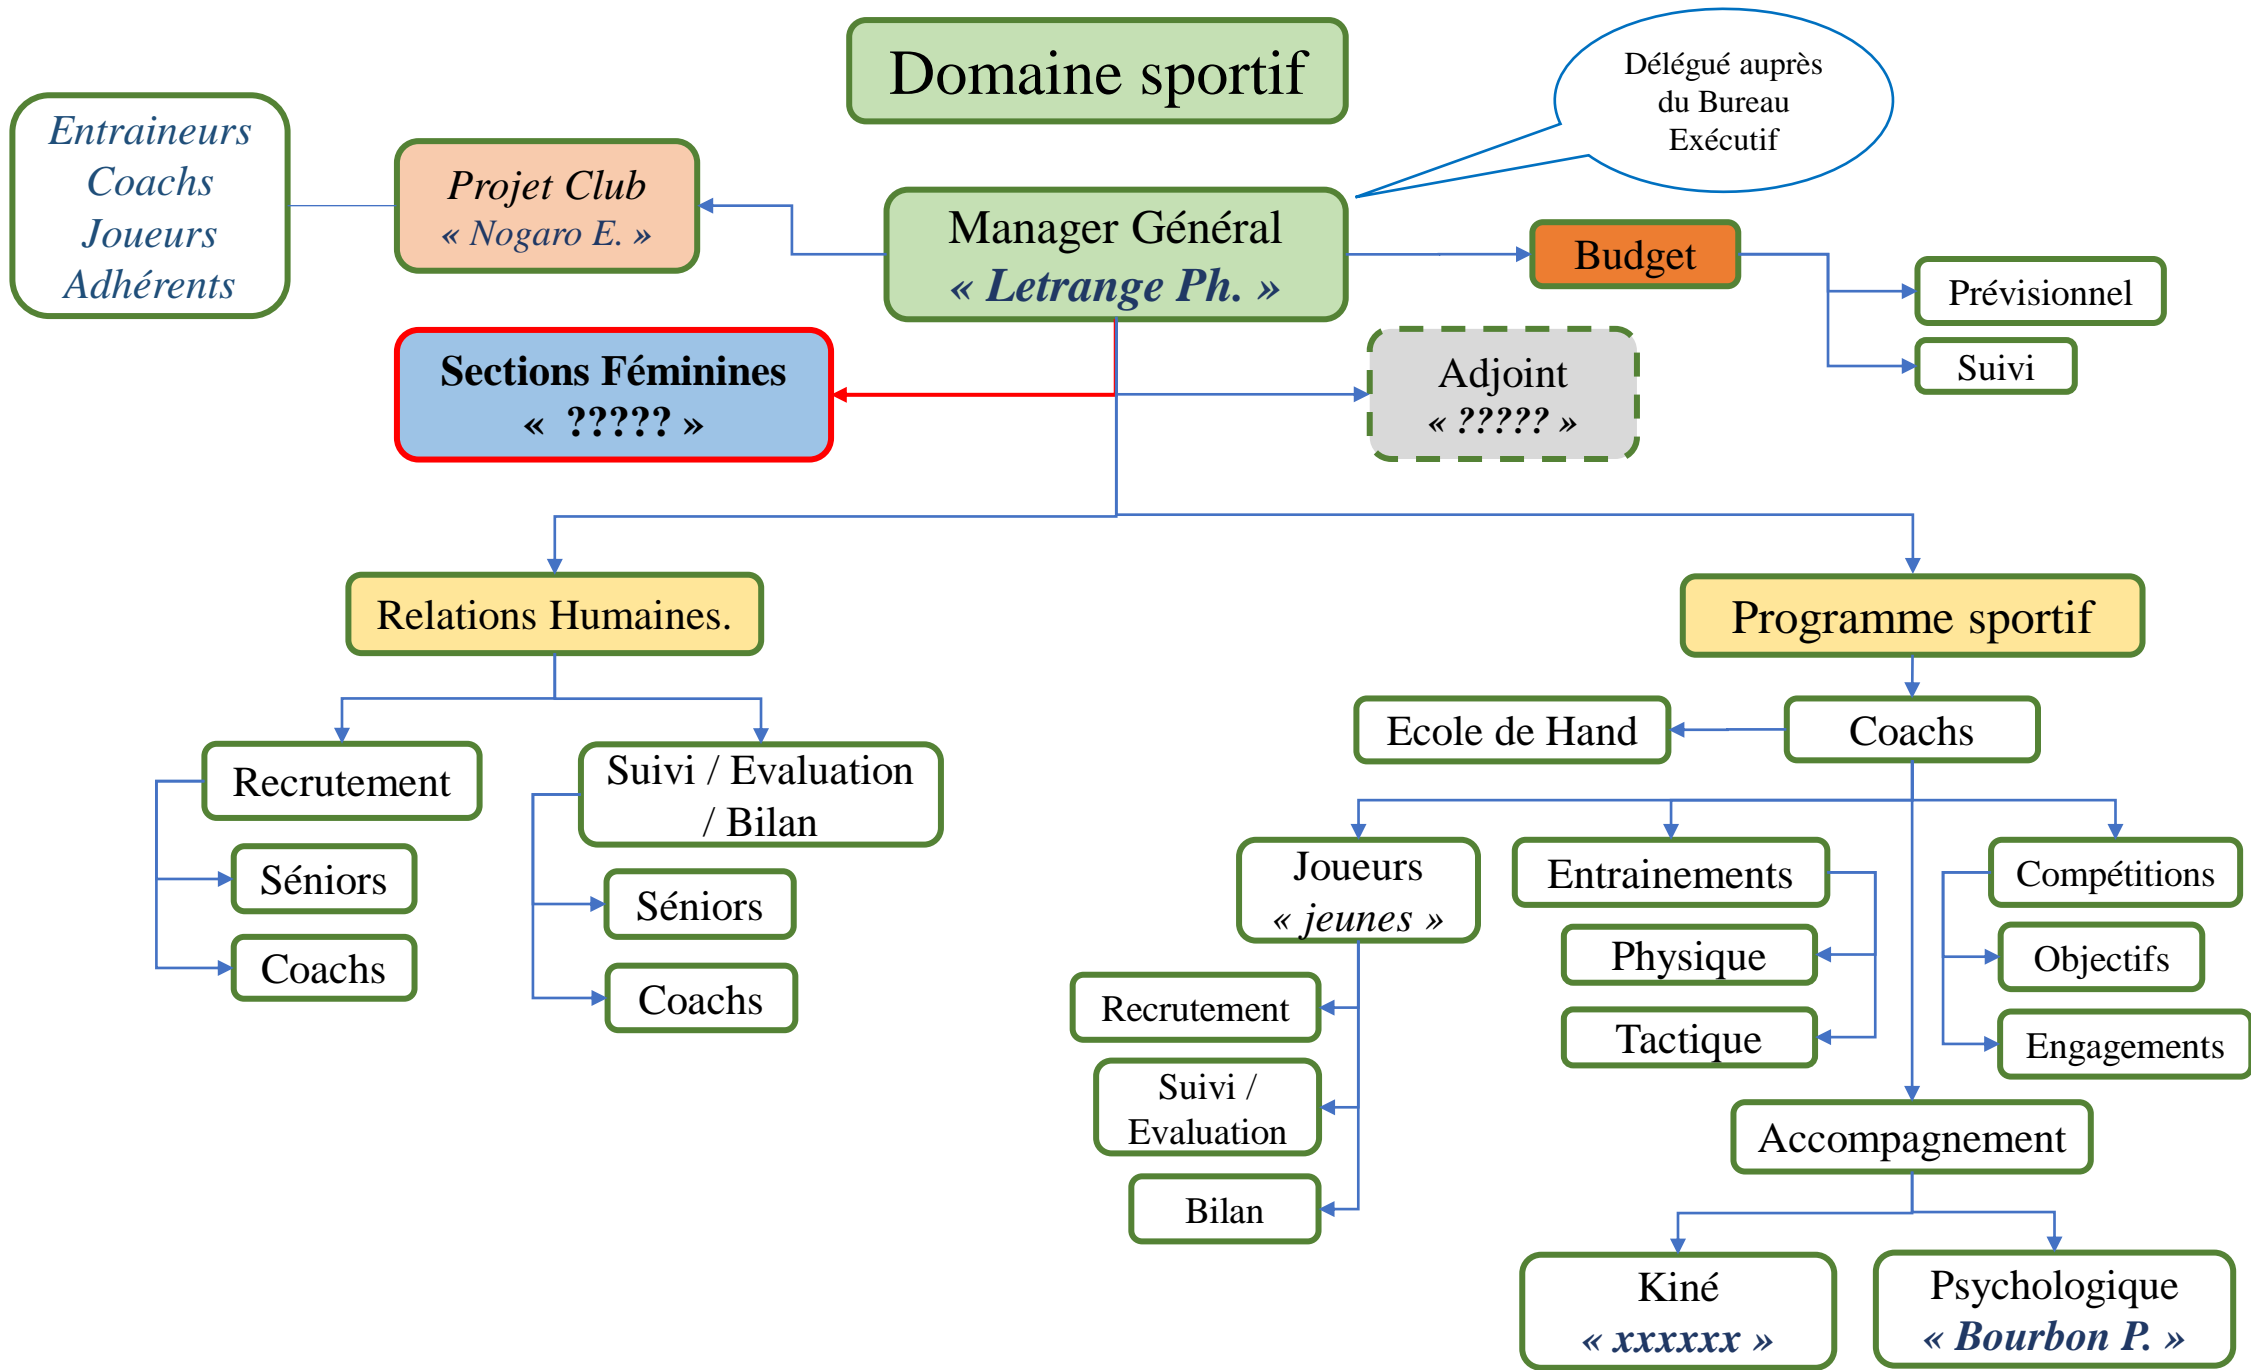 Domaine sportif
Délégué auprès
du Bureau
Exécutif
Entraineurs
Coachs
Joueurs
Adhérents
Projet Club
« Nogaro E. »
Manager Général
« Letrange Ph. »
Budget
Prévisionnel
Suivi
Sections Féminines
« ????? »
Adjoint
« ????? »
Relations Humaines.
Programme sportif
Recrutement
Séniors
Coachs
Suivi / Evaluation
/ Bilan
Séniors
Coachs
Ecole de Hand
Coachs
Joueurs
« jeunes »
Recrutement
Suivi /
Evaluation
Bilan
Entrainements
Physique
Tactique
Compétitions
Objectifs
Engagements
Accompagnement
Kiné
« xxxxxx »
Psychologique
« Bourbon P. »